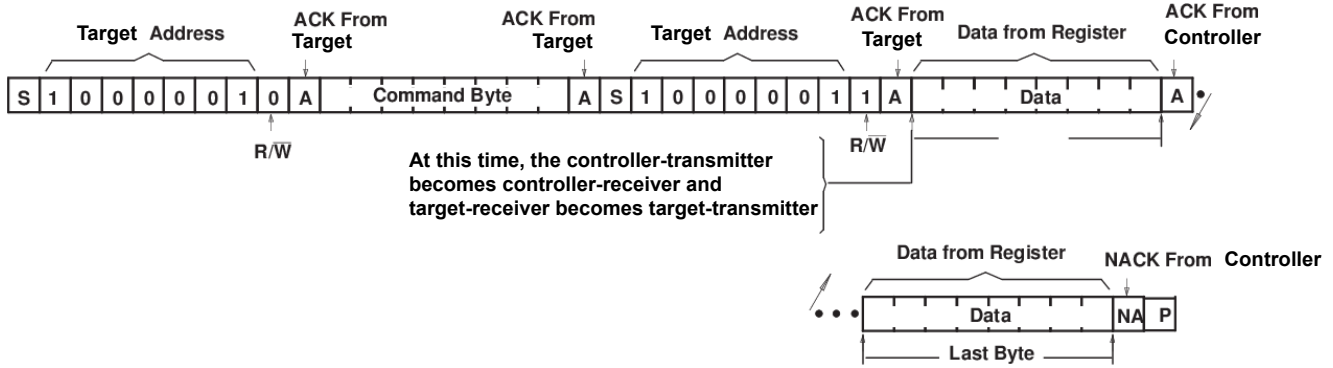 ACK From
Target
Target Address
ACK From
Target
Target Address
ACK From
Target
Data from Register
ACK From
Controller
S 1 0 0 0 0 0 1 0 A Command Byte A S 1 0 0 0 0 0 1 1 A Data A
R/W
R/W
At this time, the controller-transmitter
becomes controller-receiver and
target-receiver becomes target-transmitter
Data from Register
NACK From Controller
Data NA P
Last Byte